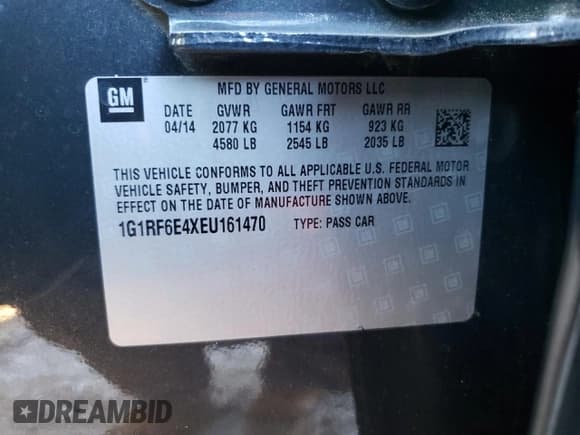 GM
MFD BY GENERAL MOTORS LLC
DATE GVWR GAWR FRT GAWR RR
04/14 2077 KG 1154 KG 923 KG
4580 LB 2545 LB 2035 LB
THIS VEHICLE CONFORMS TO ALL APPLICABLE U.S. FEDERAL MOTOR
VEHICLE SAFETY, BUMPER, AND THEFT PREVENTION STANDARDS IN
EFFECT ON THE DATE OF MANUFACTURE SHOWN ABOVE.
1G1RF6E4XEU161470 TYPE: PASS CAR
DREAMBID